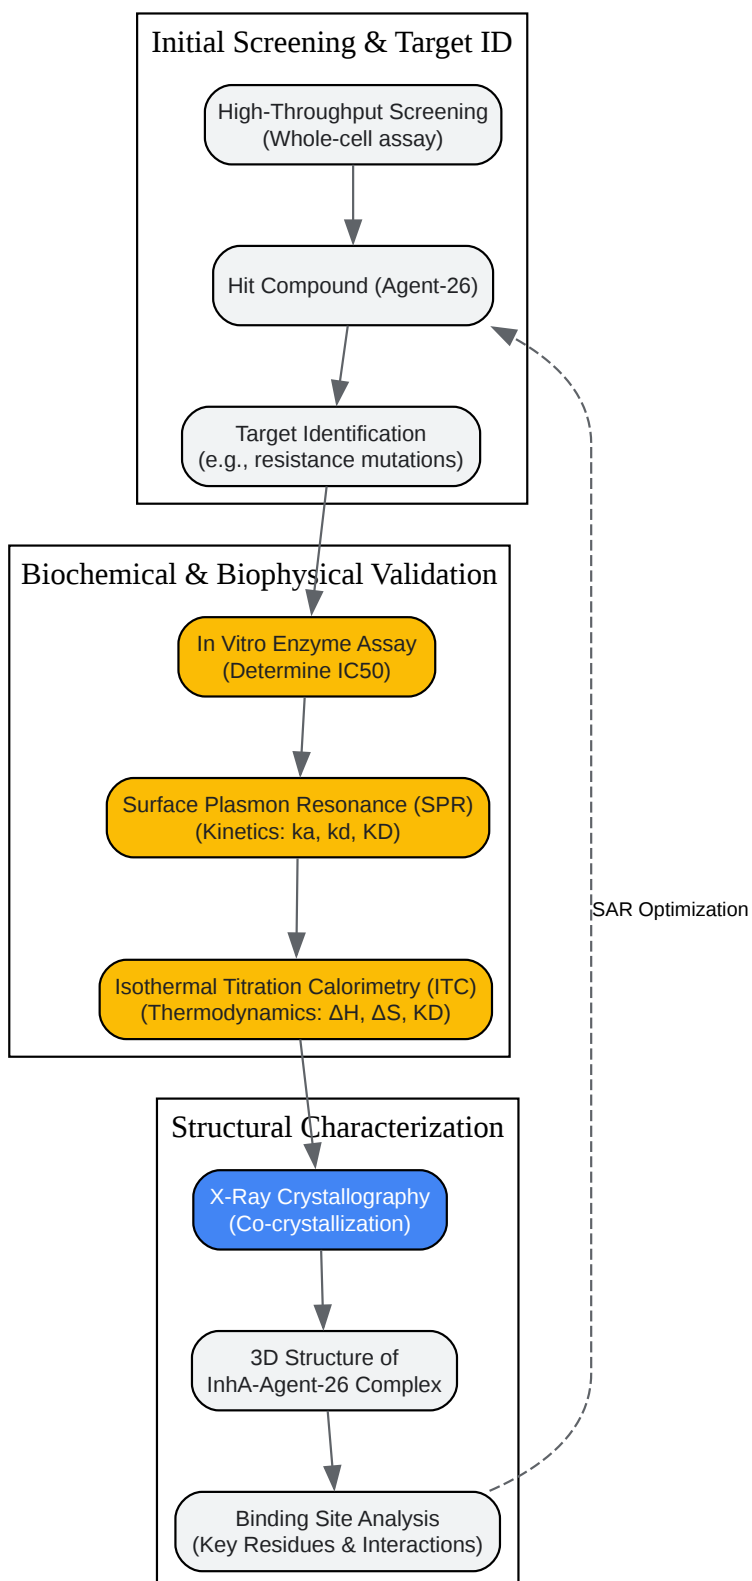 Initial Screening & Target ID
High-Throughput Screening
(Whole-cell assay)
Hit Compound (Agent-26)
Target Identification
(e.g., resistance mutations)
Biochemical & Biophysical Validation
In Vitro Enzyme Assay
(Determine IC50)
Surface Plasmon Resonance (SPR)
(Kinetics: ka, kd, KD)
SAR Optimization
Isothermal Titration Calorimetry (ITC)
(Thermodynamics: ΔH, ΔS, KD)
Structural Characterization
X-Ray Crystallography
(Co-crystallization)
3D Structure of
InhA-Agent-26 Complex
Binding Site Analysis
(Key Residues & Interactions)